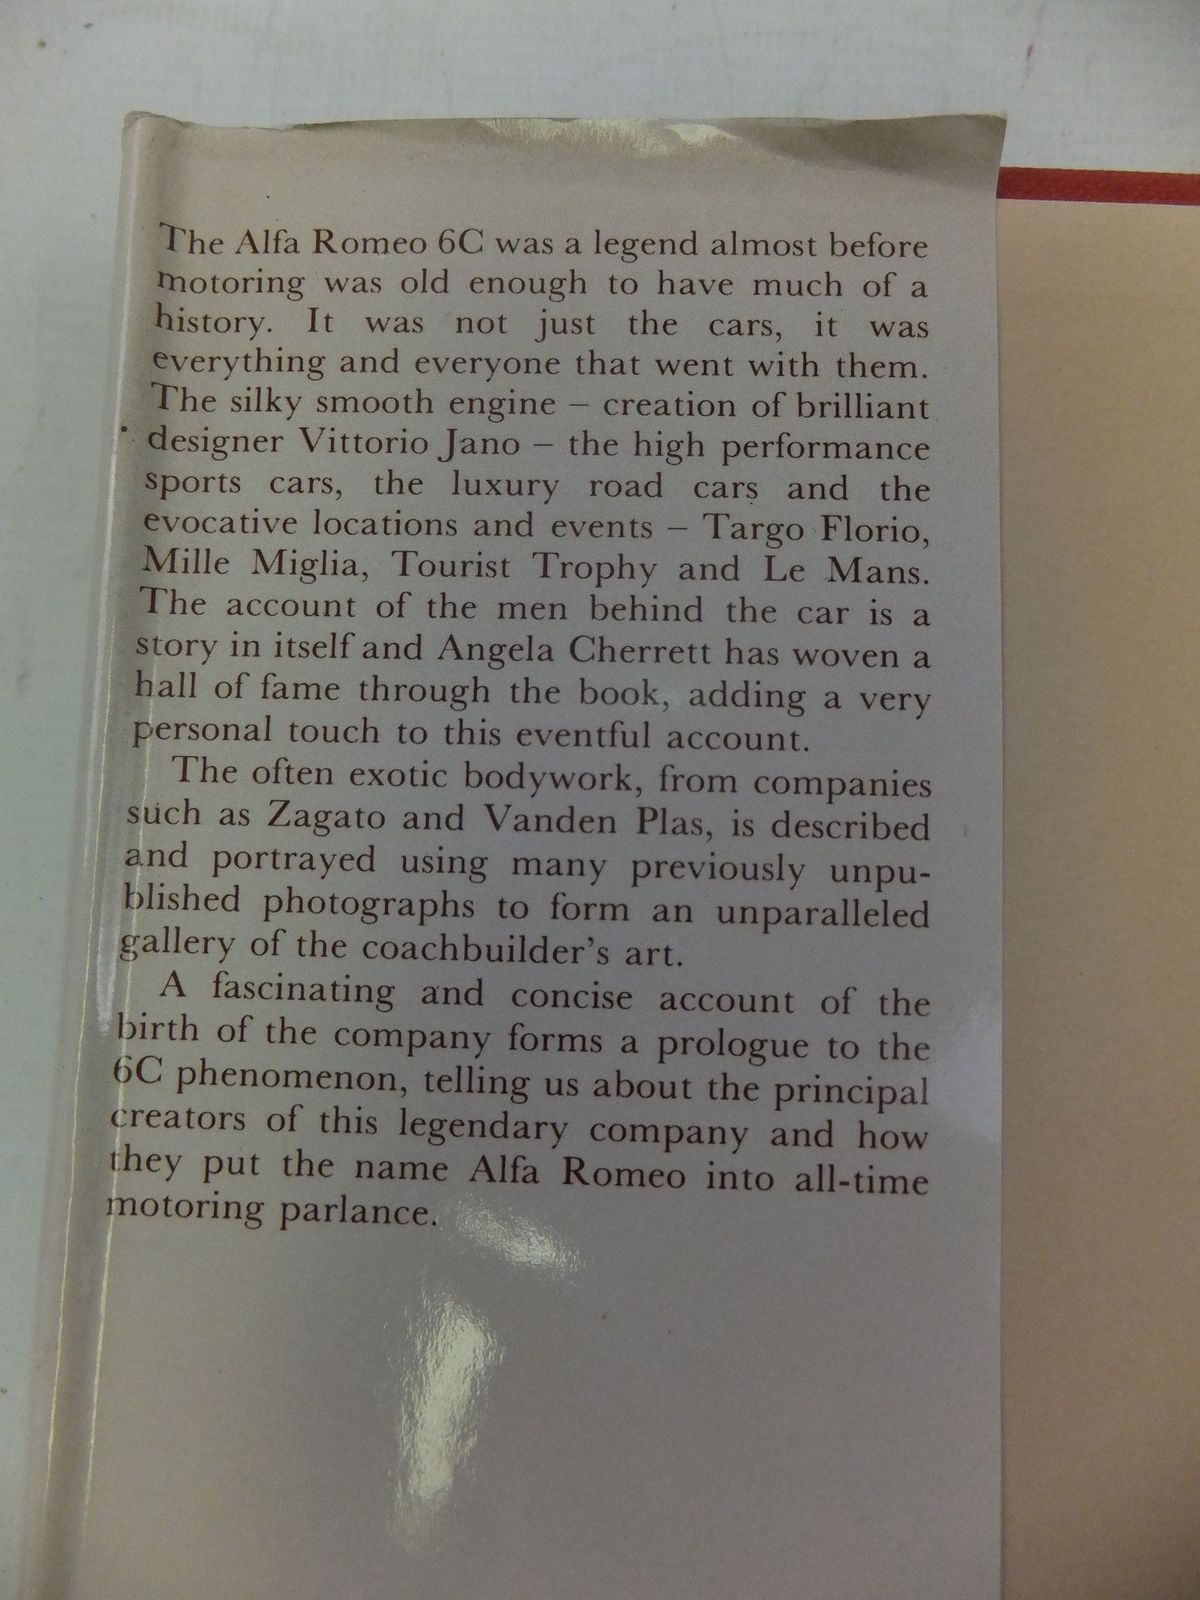 The Alfa Romeo 6C was a legend almost before
motoring was old enough to have much of a
history. It was not just the cars, it was
everything and everyone that went with them.
The silky smooth engine – creation of brilliant
designer Vittorio Jano – the high performance
sports cars, the luxury road cars and the
evocative locations and events – Targo Florio,
Mille Miglia, Tourist Trophy and Le Mans.
The account of the men behind the car is a
story in itself and Angela Cherrett has woven a
hall of fame through the book, adding a very
personal touch to this eventful account.
The often exotic bodywork, from companies
such as Zagato and Vanden Plas, is described
and portrayed using many previously unpu-
blished photographs to form an unparalleled
gallery of the coachbuilder's art.
A fascinating and concise account of the
birth of the company forms a prologue to the
6C phenomenon, telling us about the principal
creators of this legendary company and how
they put the name Alfa Romeo into all-time
motoring parlance.